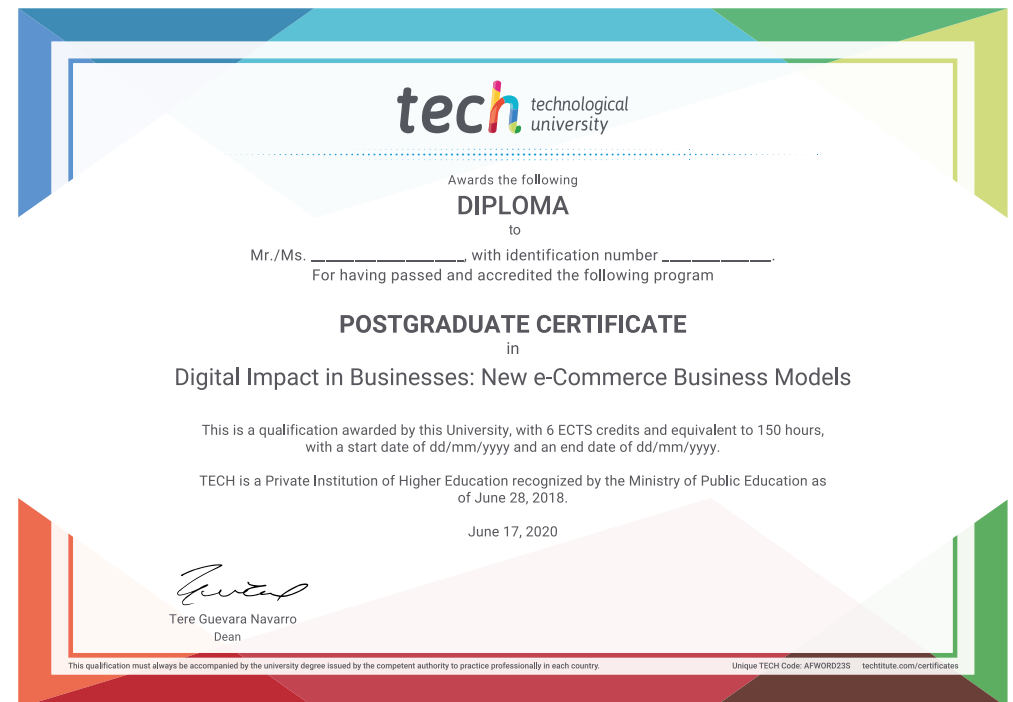 tech technological
university
Awards the following
DIPLOMA
to
Mr./Ms. ______________, with identification number __________.
For having passed and accredited the following program
POSTGRADUATE CERTIFICATE
in
Digital Impact in Businesses: New e-Commerce Business Models
This is a qualification awarded by this University, with 6 ECTS credits and equivalent to 150 hours,
with a start date of dd/mm/yyyy and an end date of dd/mm/yyyy.
TECH is a Private Institution of Higher Education recognized by the Ministry of Public Education as
of June 28, 2018.
June 17, 2020
Tere Guevara Navarro
Dean
This qualification must always be accompanied by the university degree issued by the competent authority to practice professionally in each country.
Unique TECH Code: AFWORD23S techtitute.com/certificates